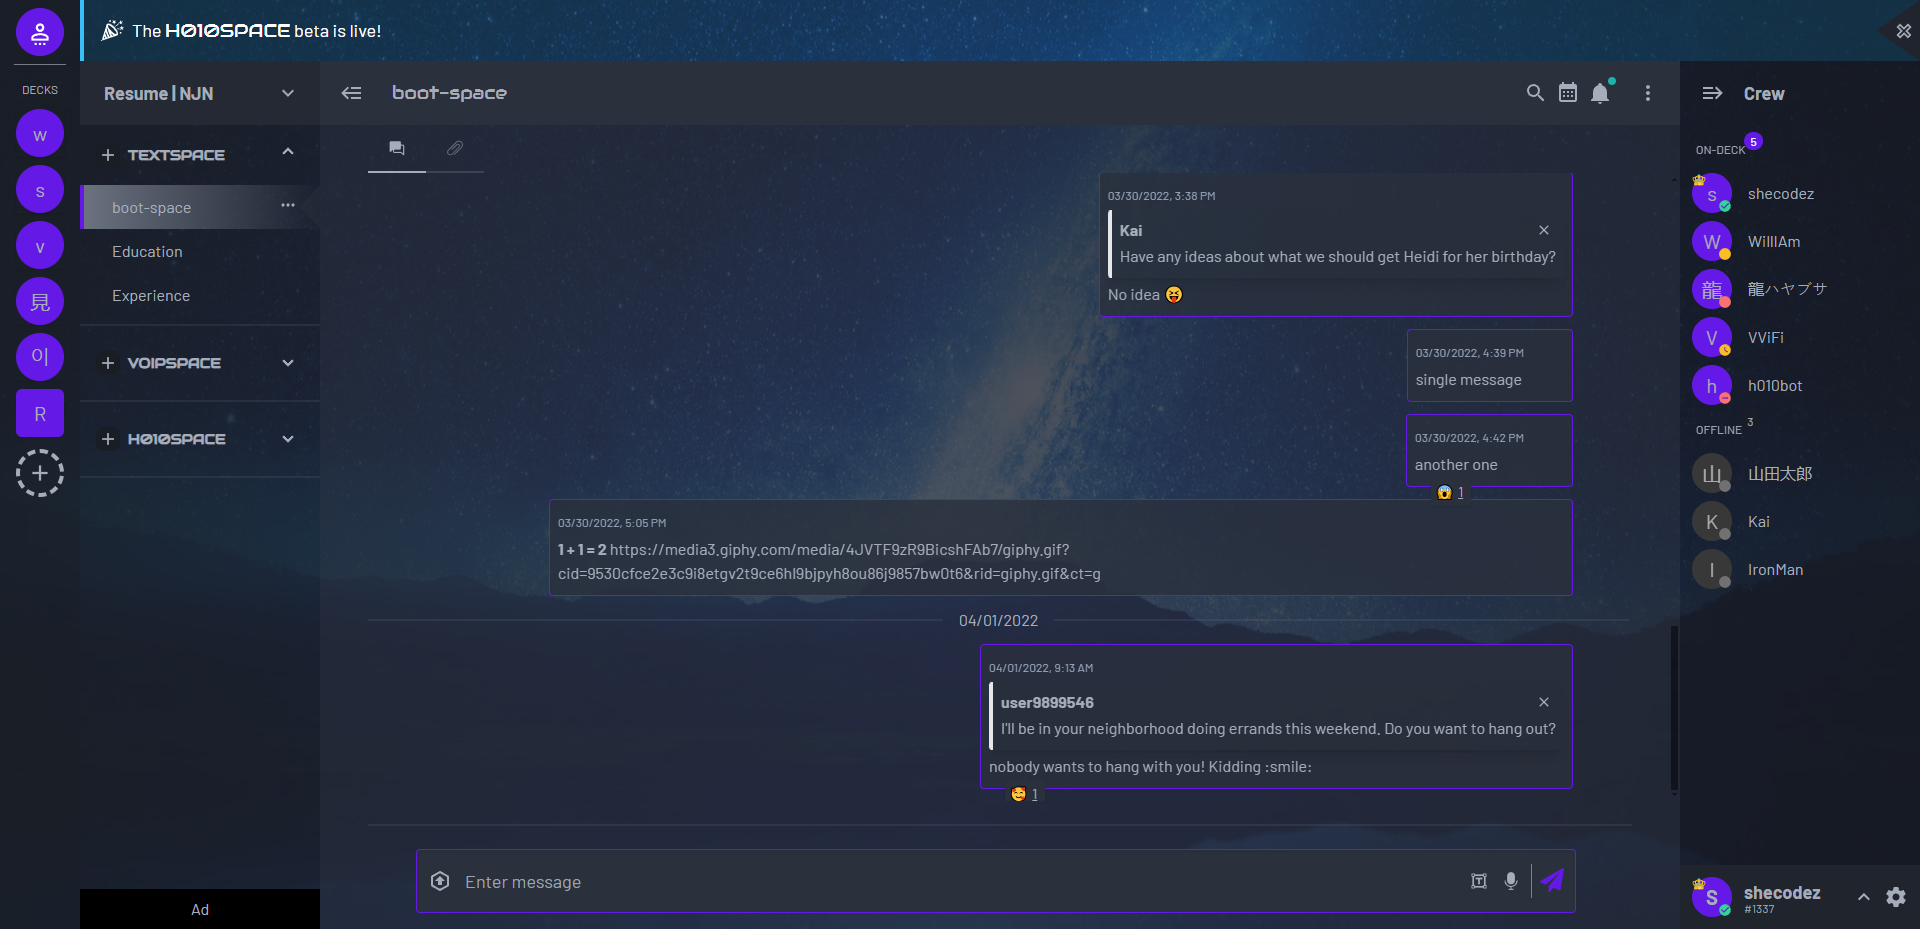 The H010SPACE beta is live!
DECKS
w
s
v
見
이
R
Resume | NJN
TEXTSPACE
boot-space
Education
Experience
VOIPSPACE
H010SPACE
Ad
boot-space
03/30/2022, 3:38 PM
Kai
Have any ideas about what we should get Heidi for her birthday?
No idea 😝
03/30/2022, 4:39 PM
single message
03/30/2022, 4:42 PM
another one
😱 1
03/30/2022, 5:05 PM
1 + 1 = 2 https://media3.giphy.com/media/4JVTF9zR9BicshFAb7/giphy.gif?
cid=9530cfce2e3c9i8etgv2t9ce6hl9bjpyh8ou86j9857bw0t6&rid=giphy.gif&ct=g
04/01/2022
04/01/2022, 9:13 AM
user9899546
I'll be in your neighborhood doing errands this weekend. Do you want to hang out?
nobody wants to hang with you! Kidding :smile:
🥰 1
Enter message
Crew
ON-DECK 5
s shecodez
W WillIAm
龍 龍ハヤブサ
V VViFi
h h010bot
OFFLINE 3
山 山田太郎
K Kai
I IronMan
S shecodez
#1337